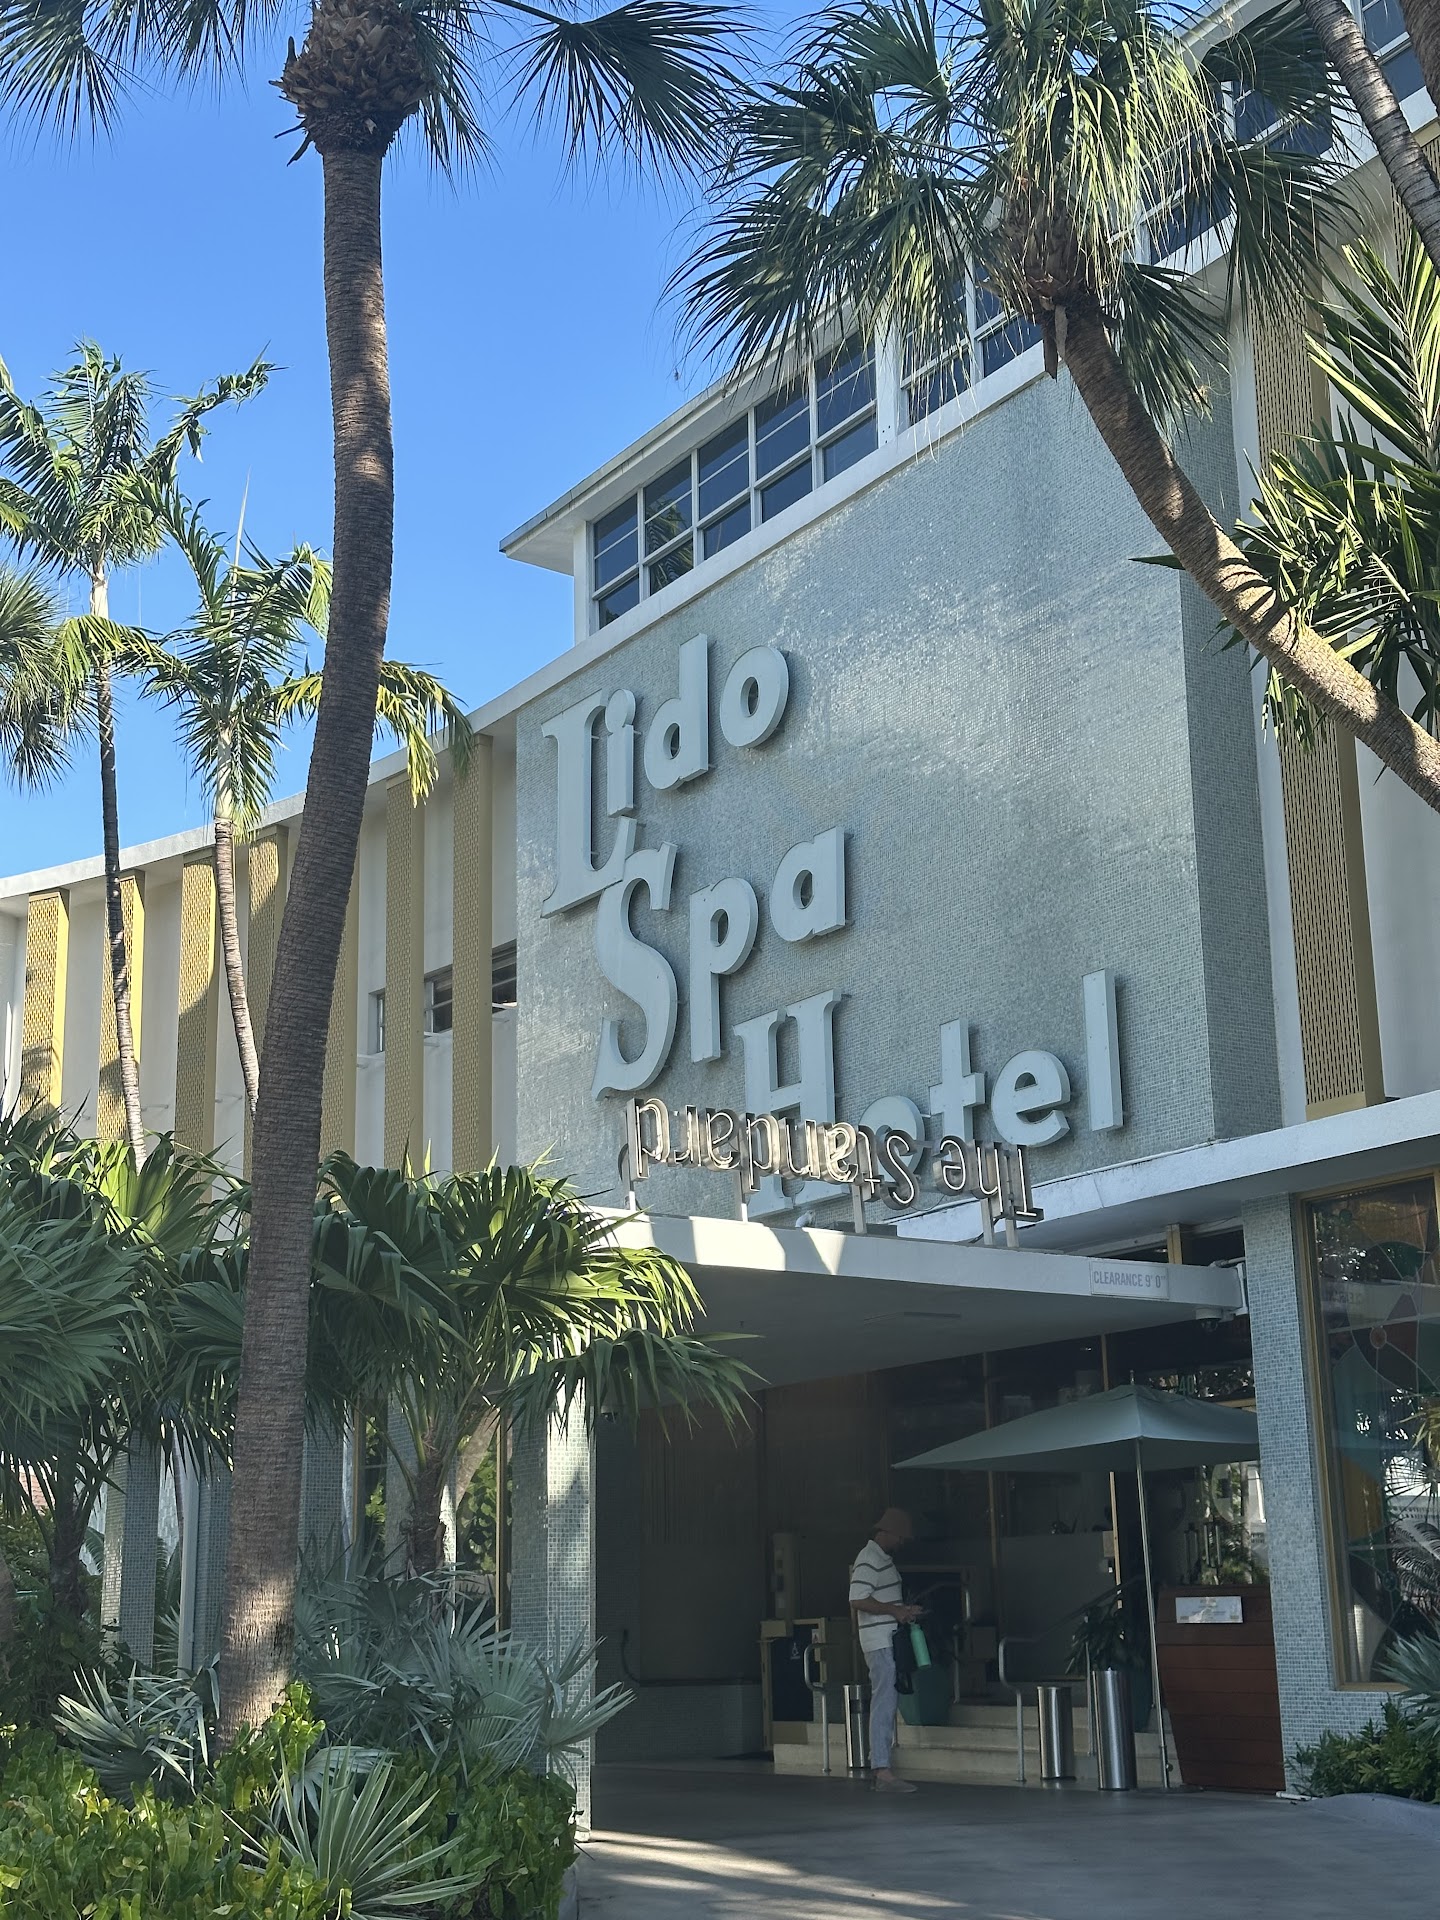 Lido
Spa
Hotel
The Standard
CLEARANCE 9' 0"